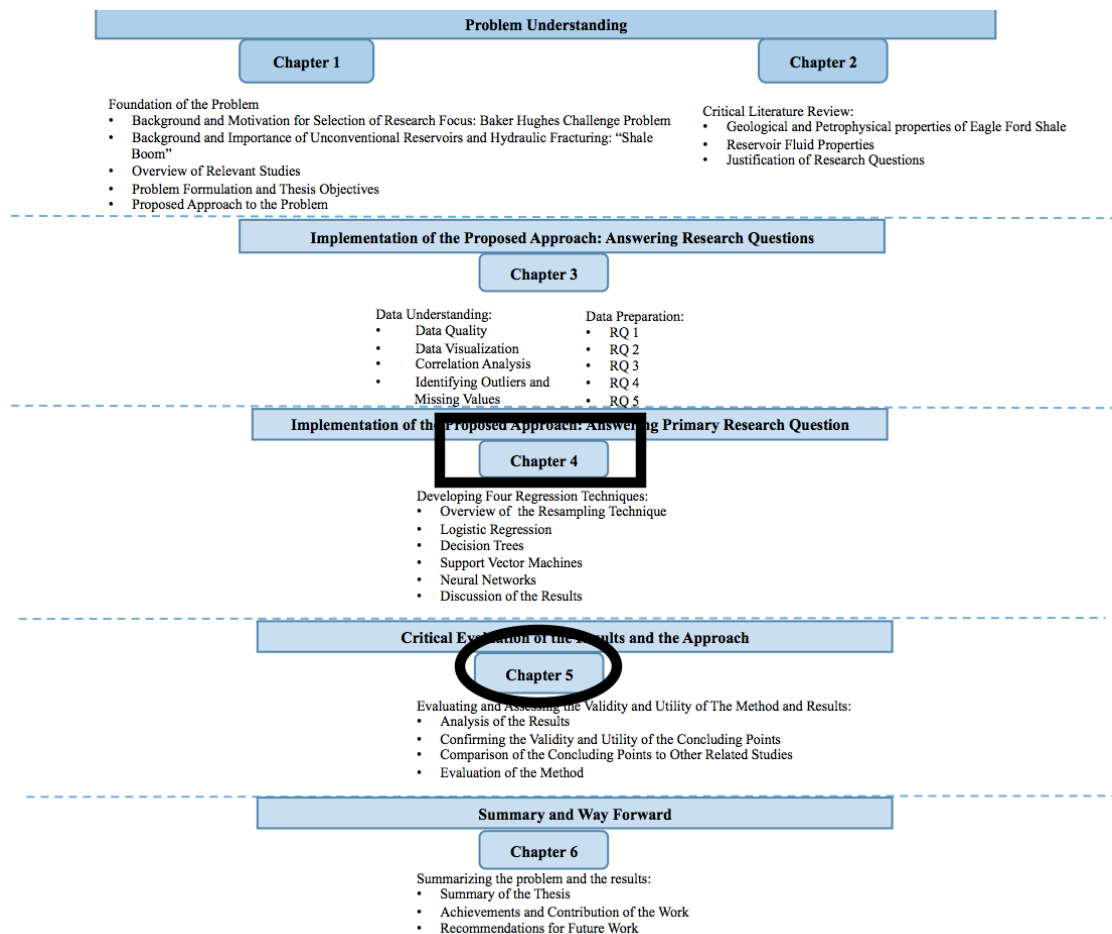 Problem Understanding
Chapter 1
Chapter 2
Foundation of the Problem
• Background and Motivation for Selection of Research Focus: Baker Hughes Challenge Problem
• Background and Importance of Unconventional Reservoirs and Hydraulic Fracturing: “Shale
Boom”
• Overview of Relevant Studies
• Problem Formulation and Thesis Objectives
• Proposed Approach to the Problem
Critical Literature Review:
• Geological and Petrophysical properties of Eagle Ford Shale
• Reservoir Fluid Properties
• Justification of Research Questions
Implementation of the Proposed Approach: Answering Research Questions
Chapter 3
Data Understanding:
• Data Quality
• Data Visualization
• Correlation Analysis
• Identifying Outliers and
Missing Values
Data Preparation:
• RQ 1
• RQ 2
• RQ 3
• RQ 4
• RQ 5
Implementation of the Proposed Approach: Answering Primary Research Question
Chapter 4
Developing Four Regression Techniques:
• Overview of the Resampling Technique
• Logistic Regression
• Decision Trees
• Support Vector Machines
• Neural Networks
• Discussion of the Results
Critical Evaluation of the Results and the Approach
Chapter 5
Evaluating and Assessing the Validity and Utility of The Method and Results:
• Analysis of the Results
• Confirming the Validity and Utility of the Concluding Points
• Comparison of the Concluding Points to Other Related Studies
• Evaluation of the Method
Summary and Way Forward
Chapter 6
Summarizing the problem and the results:
• Summary of the Thesis
• Achievements and Contribution of the Work
• Recommendations for Future Work